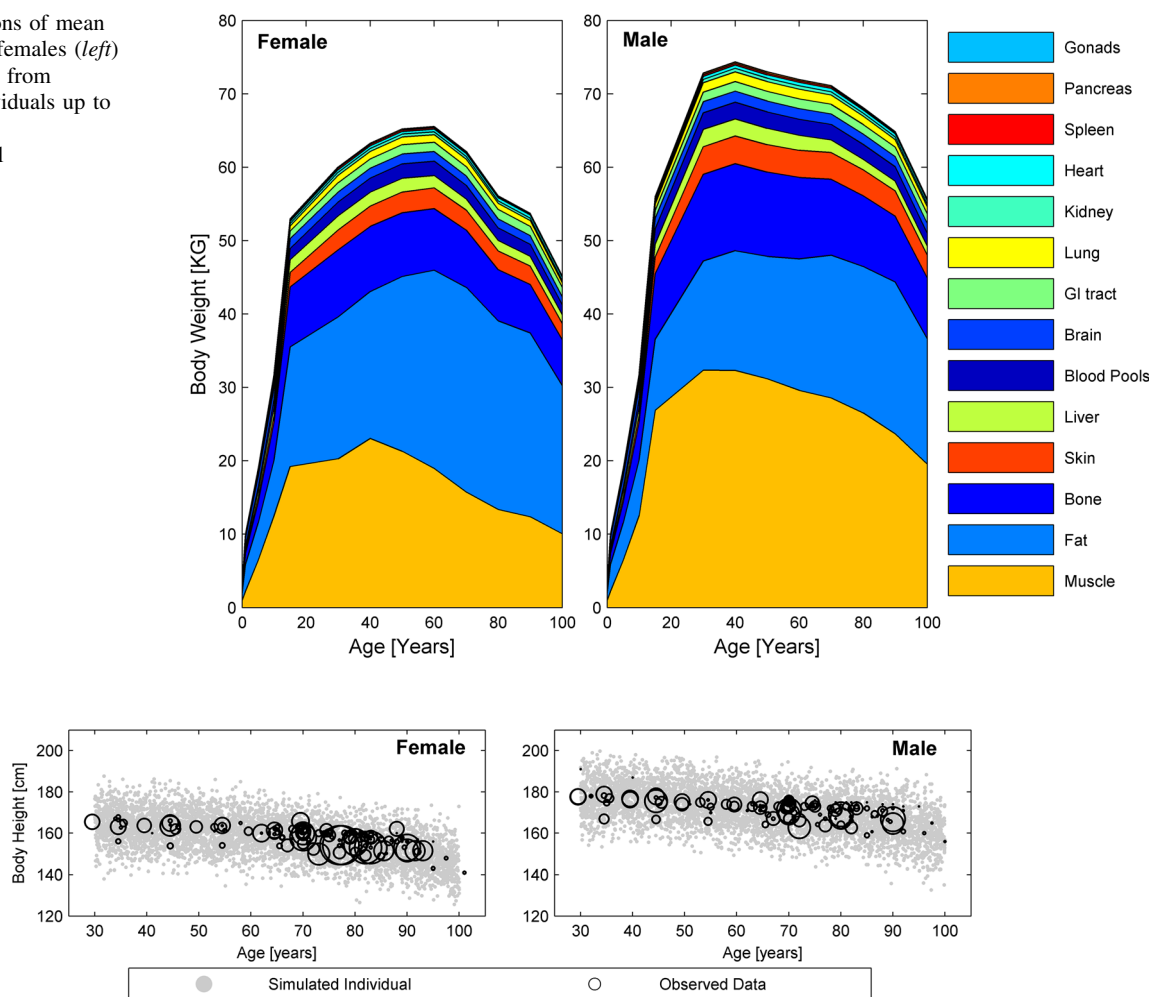 ons of mean
females (left)
from
viduals up to
l
80
70
60
50
40
30
20
10
0
Body Weight [KG]
Female
0 20 40 60 80 100
Age [Years]
80
70
60
50
40
30
20
10
0
Male
0 20 40 60 80 100
Age [Years]
Gonads
Pancreas
Spleen
Heart
Kidney
Lung
GI tract
Brain
Blood Pools
Liver
Skin
Bone
Fat
Muscle
200
180
160
140
120
Body Height [cm]
Female
30 40 50 60 70 80 90 100
Age [years]
200
180
160
140
120
Male
30 40 50 60 70 80 90 100
Age [years]
Simulated Individual
Observed Data